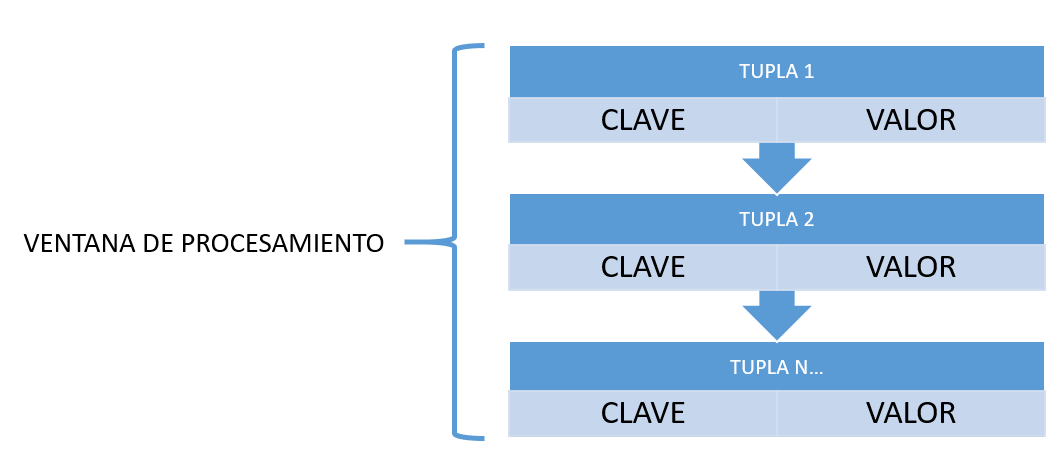 TUPLA 1
CLAVE VALOR
VENTANA DE PROCESAMIENTO
TUPLA 2
CLAVE VALOR
TUPLA N...
CLAVE VALOR